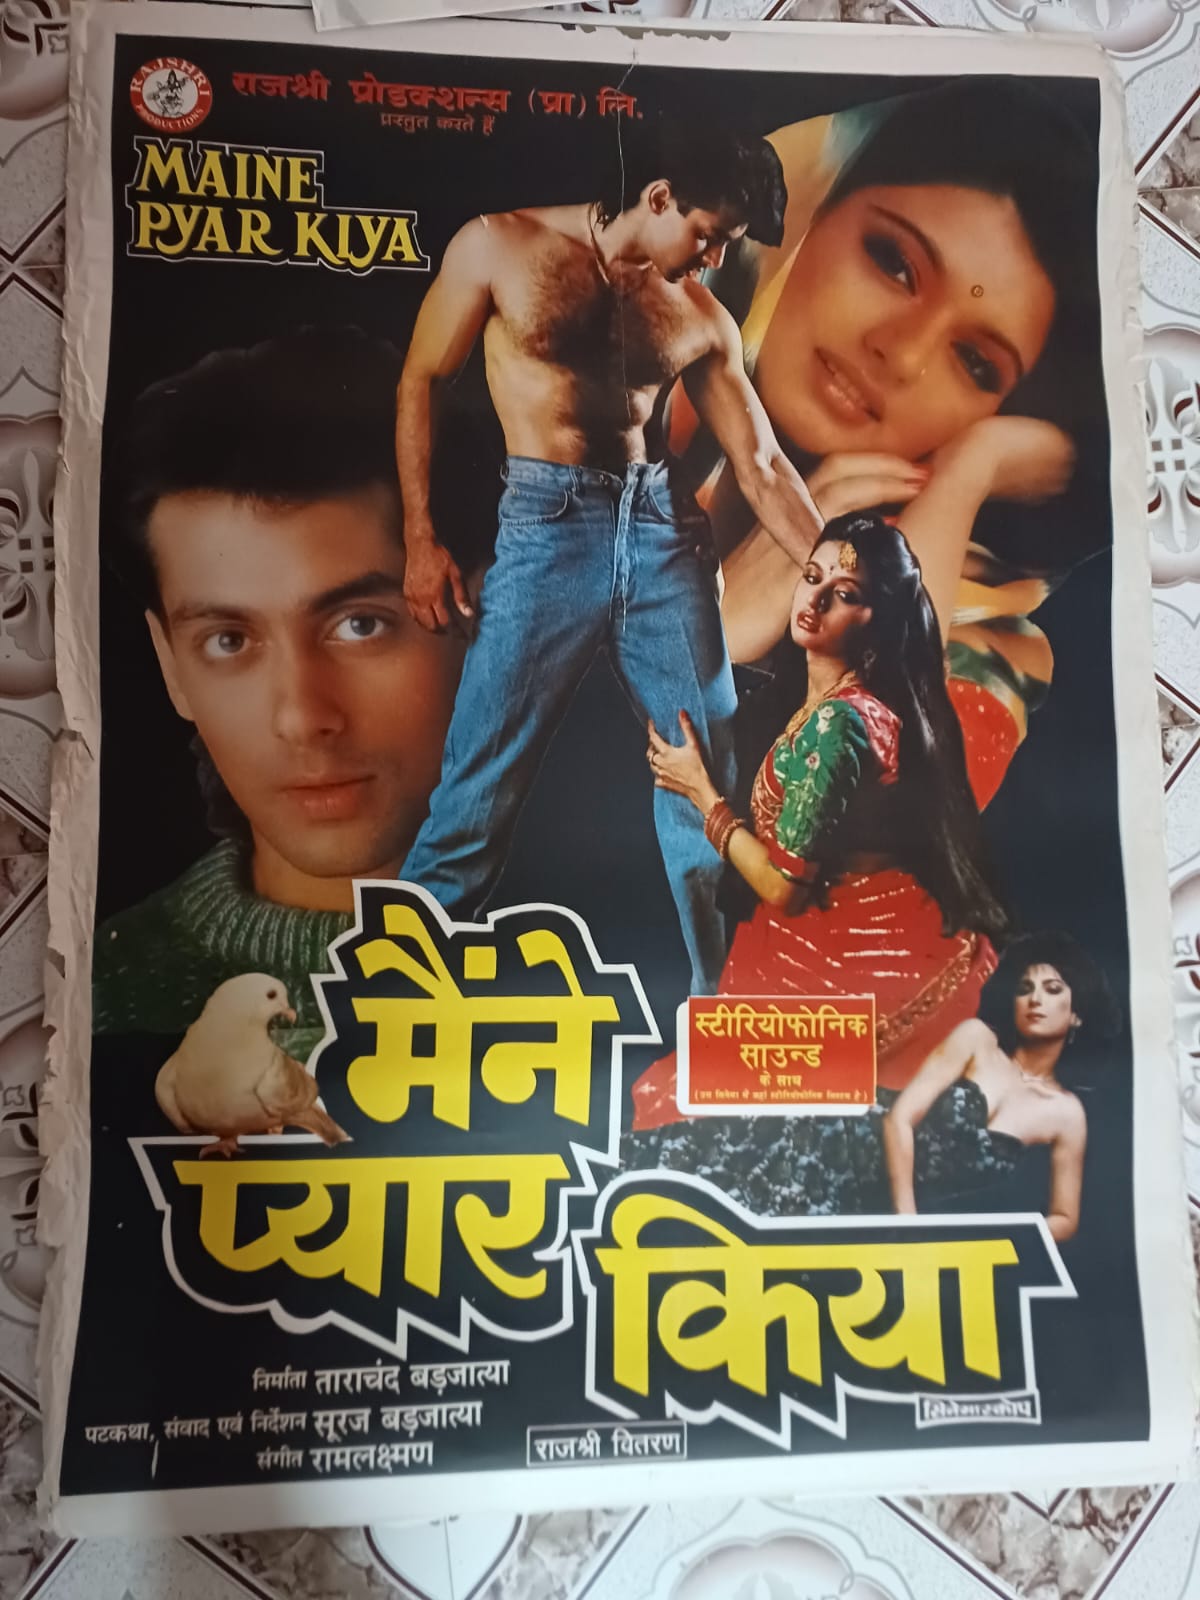 RAJSHRI
PRODUCTIONS
राजश्री प्रोडक्शन्स (प्रा) लि.
प्रस्तुत करते हैं
MAINE
PYAR KIYA
मैंने
प्यार
किया
स्टीरियोफोनिक
साउन्ड
के साथ
सिनेमास्कोप
निर्माता ताराचंद बड़जात्या
पटकथा, संवाद एवं निर्देशन सूरज बड़जात्या
संगीत रामलक्ष्मण
राजश्री वितरण